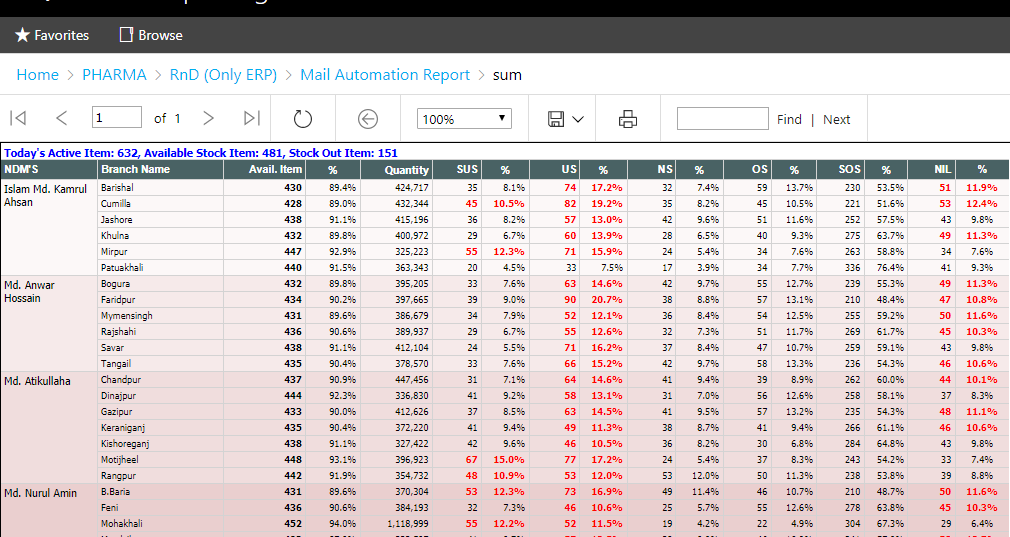 Favorites Browse
Home > PHARMA > RnD (Only ERP) > Mail Automation Report > sum
1 of 1 100% Find | Next
Today's Active Item: 632, Available Stock Item: 481, Stock Out Item: 151
NDM'S Branch Name Avail. Item % Quantity SUS % US % NS % OS % SOS % NIL %
Islam Md. Kamrul Barishal 430 89.4% 424,717 35 8.1% 74 17.2% 32 7.4% 59 13.7% 230 53.5% 51 11.9%
Ahsan Cumilla 428 89.0% 432,344 45 10.5% 82 19.2% 35 8.2% 45 10.5% 221 51.6% 53 12.4%
Jashore 438 91.1% 415,196 36 8.2% 57 13.0% 42 9.6% 51 11.6% 252 57.5% 43 9.8%
Khulna 432 89.8% 400,972 29 6.7% 60 13.9% 28 6.5% 40 9.3% 275 63.7% 49 11.3%
Mirpur 447 92.9% 325,223 55 12.3% 71 15.9% 24 5.4% 34 7.6% 263 58.8% 34 7.6%
Patuakhali 440 91.5% 363,343 20 4.5% 33 7.5% 17 3.9% 34 7.7% 336 76.4% 41 9.3%
Md. Anwar Bogura 432 89.8% 395,205 33 7.6% 63 14.6% 42 9.7% 55 12.7% 239 55.3% 49 11.3%
Hossain Faridpur 434 90.2% 397,665 39 9.0% 90 20.7% 38 8.8% 57 13.1% 210 48.4% 47 10.8%
Mymensingh 431 89.6% 386,679 34 7.9% 52 12.1% 36 8.4% 54 12.5% 255 59.2% 50 11.6%
Rajshahi 436 90.6% 389,937 29 6.7% 55 12.6% 32 7.3% 51 11.7% 269 61.7% 45 10.3%
Savar 438 91.1% 412,104 24 5.5% 71 16.2% 37 8.4% 47 10.7% 259 59.1% 43 9.8%
Tangail 435 90.4% 378,570 33 7.6% 66 15.2% 42 9.7% 58 13.3% 236 54.3% 46 10.6%
Md. Atikullaha Chandpur 437 90.9% 447,456 31 7.1% 64 14.6% 41 9.4% 39 8.9% 262 60.0% 44 10.1%
Dinajpur 444 92.3% 336,830 41 9.2% 58 13.1% 31 7.0% 56 12.6% 258 58.1% 37 8.3%
Gazipur 433 90.0% 412,626 37 8.5% 63 14.5% 41 9.5% 57 13.2% 235 54.3% 48 11.1%
Keraniganj 435 90.4% 372,220 41 9.4% 49 11.3% 38 8.7% 41 9.4% 266 61.1% 46 10.6%
Kishoreganj 438 91.1% 327,422 42 9.6% 46 10.5% 36 8.2% 30 6.8% 284 64.8% 43 9.8%
Motijheel 448 93.1% 396,923 67 15.0% 77 17.2% 24 5.4% 37 8.3% 243 54.2% 33 7.4%
Rangpur 442 91.9% 354,732 48 10.9% 53 12.0% 53 12.0% 50 11.3% 238 53.8% 39 8.8%
Md. Nurul Amin B.Baria 431 89.6% 370,304 53 12.3% 73 16.9% 49 11.4% 46 10.7% 210 48.7% 50 11.6%
Feni 436 90.6% 384,193 32 7.3% 46 10.6% 25 5.7% 55 12.6% 278 63.8% 45 10.3%
Mohakhali 452 94.0% 1,118,999 55 12.2% 52 11.5% 19 4.2% 22 4.9% 304 67.3% 29 6.4%